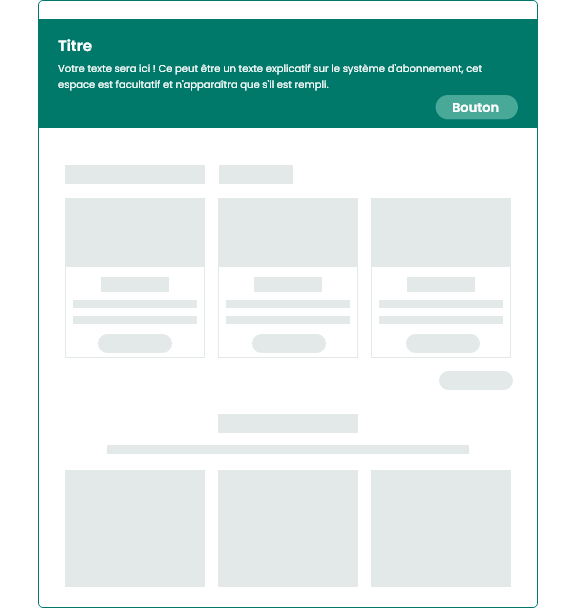 Titre
Votre texte sera ici ! Ce peut être un texte explicatif sur le système d'abonnement, cet
espace est facultatif et n'apparaîtra que s'il est rempli.
Bouton